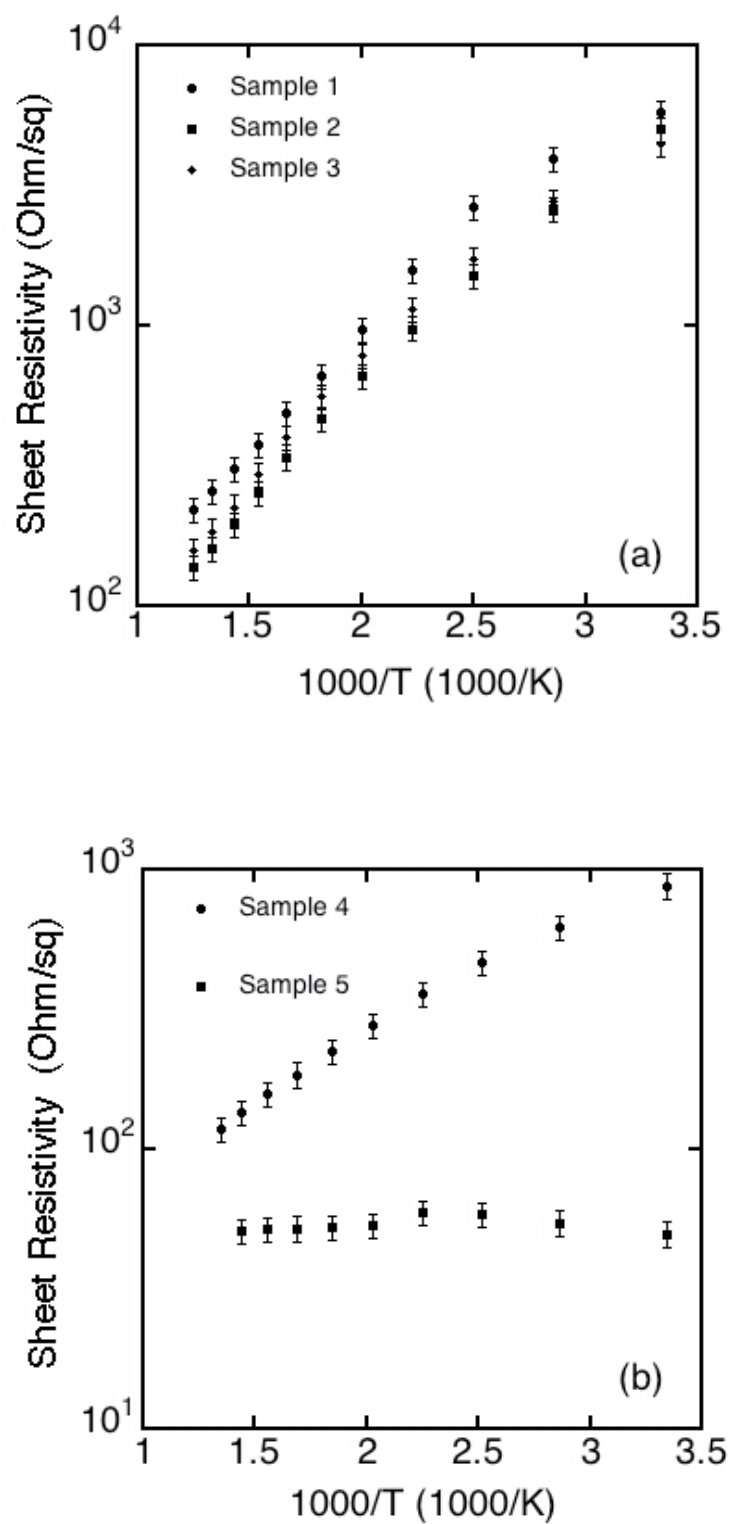 10^4
Sample 1
Sample 2
Sample 3
Sheet Resistivity (Ohm/sq)
10^3
(a)
10^2
1 1.5 2 2.5 3 3.5
1000/T (1000/K)
10^3
Sample 4
Sample 5
Sheet Resistivity (Ohm/sq)
10^2
(b)
10^1
1 1.5 2 2.5 3 3.5
1000/T (1000/K)